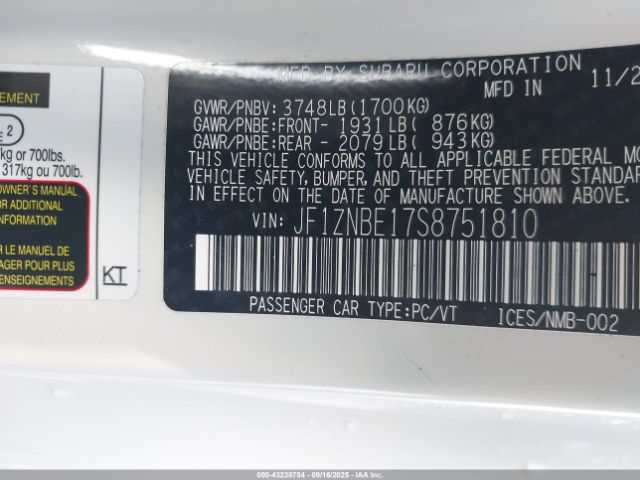 EMENT
2
kg or 700lbs.
317kg ou 700lb.
OWNER'S MANUAL
OR ADDITIONAL
INFORMATION
R LE MANUEL DE
AGER POUR PLUS
ENSEIGNEMENTS
KT
MFD BY SUBARU CORPORATION
MFD IN 11/2
GVWR/PNBV: 3748LB(1700KG)
GAWR/PNBE:FRONT- 1931LB( 876KG)
GAWR/PNBE:REAR - 2079LB( 943KG)
THIS VEHICLE CONFORMS TO ALL APPLICABLE FEDERAL MO
VEHICLE SAFETY, BUMPER, AND THEFT PREVENTION STANDARD
IN EFFECT ON THE DATE OF MANUFACTURE SHOWN ABOVE.
VIN: JF1ZNBE17S8751810
PASSENGER CAR TYPE:PC/VT ICES/NMB-002
000-43238784 - 09/16/2025 - IAAI.COM